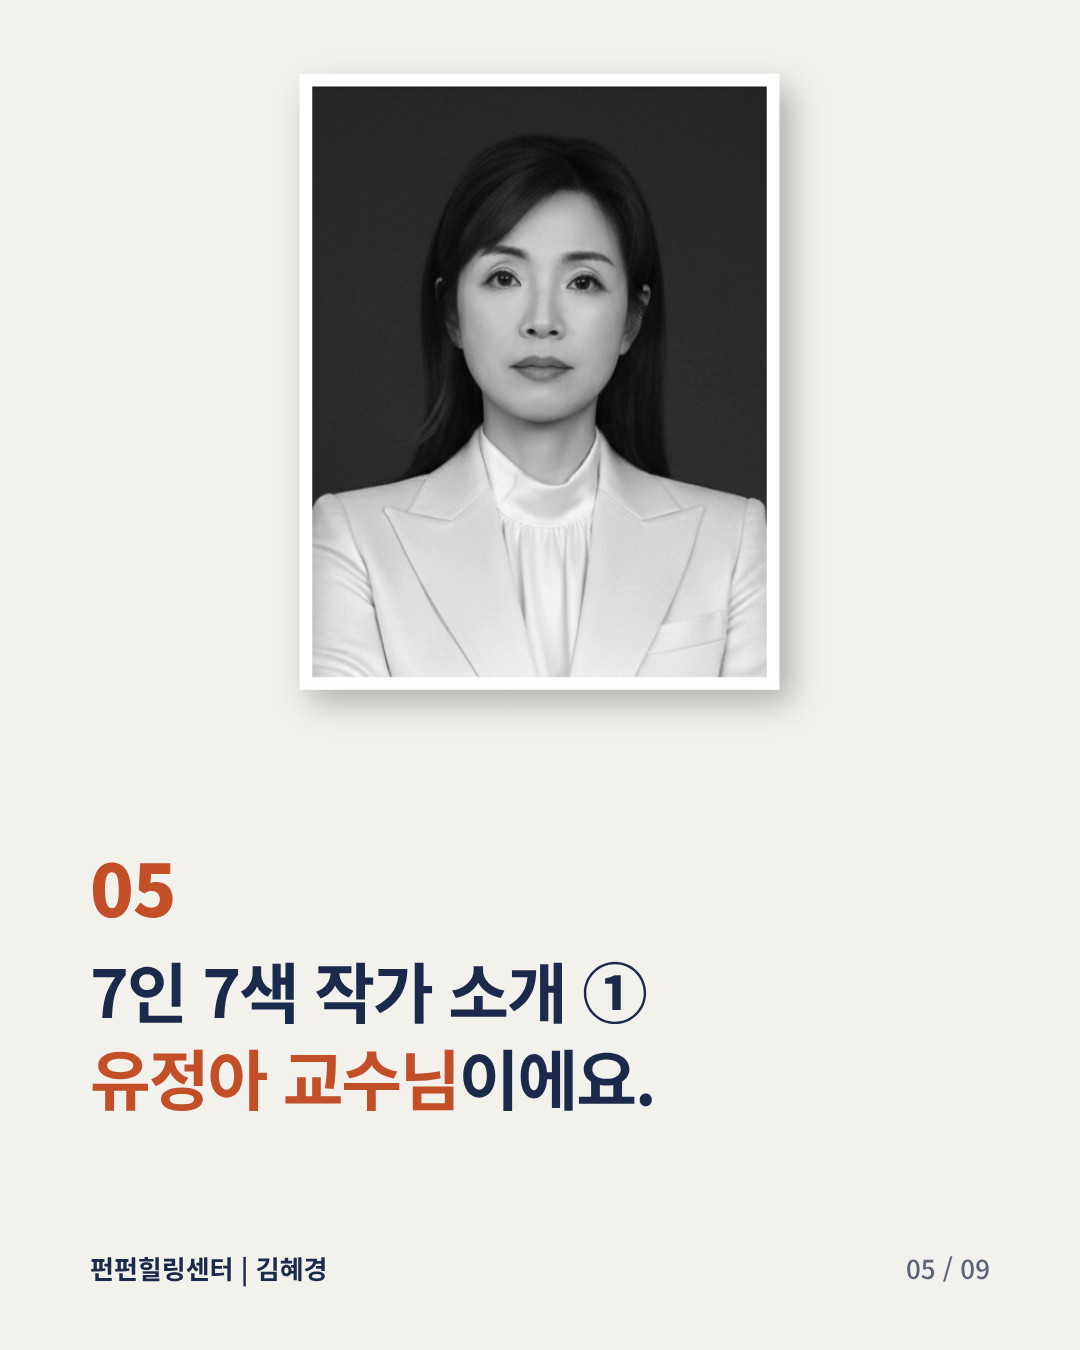 05
7인 7색 작가 소개 ①
유정아 교수님이에요.
펀펀힐링센터 | 김혜경
05 / 09